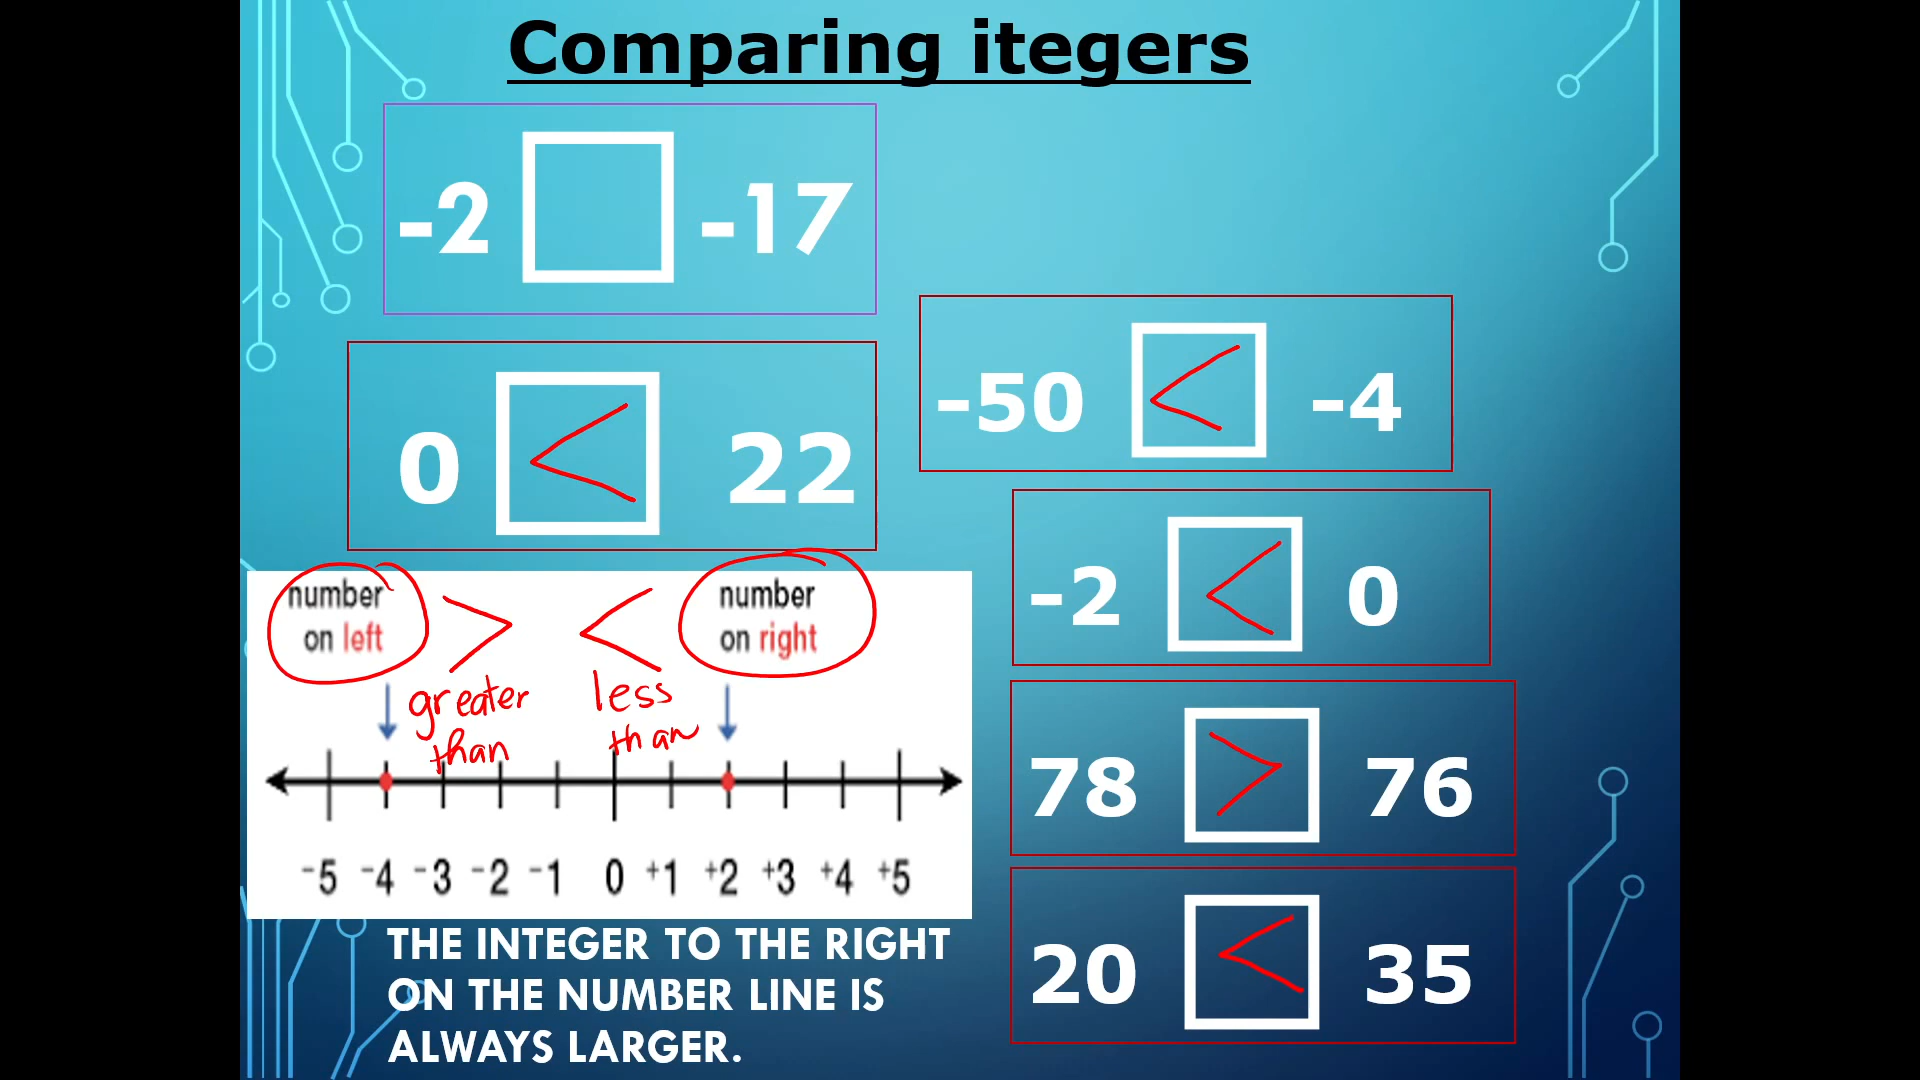 Comparing itegers
-2 -17
0 < 22
-50 < -4
-2 < 0
78 > 76
20 < 35
number > < number
on left on right
greater less
than than
-5 -4 -3 -2 -1 0 +1 +2 +3 +4 +5
THE INTEGER TO THE RIGHT
ON THE NUMBER LINE IS
ALWAYS LARGER.